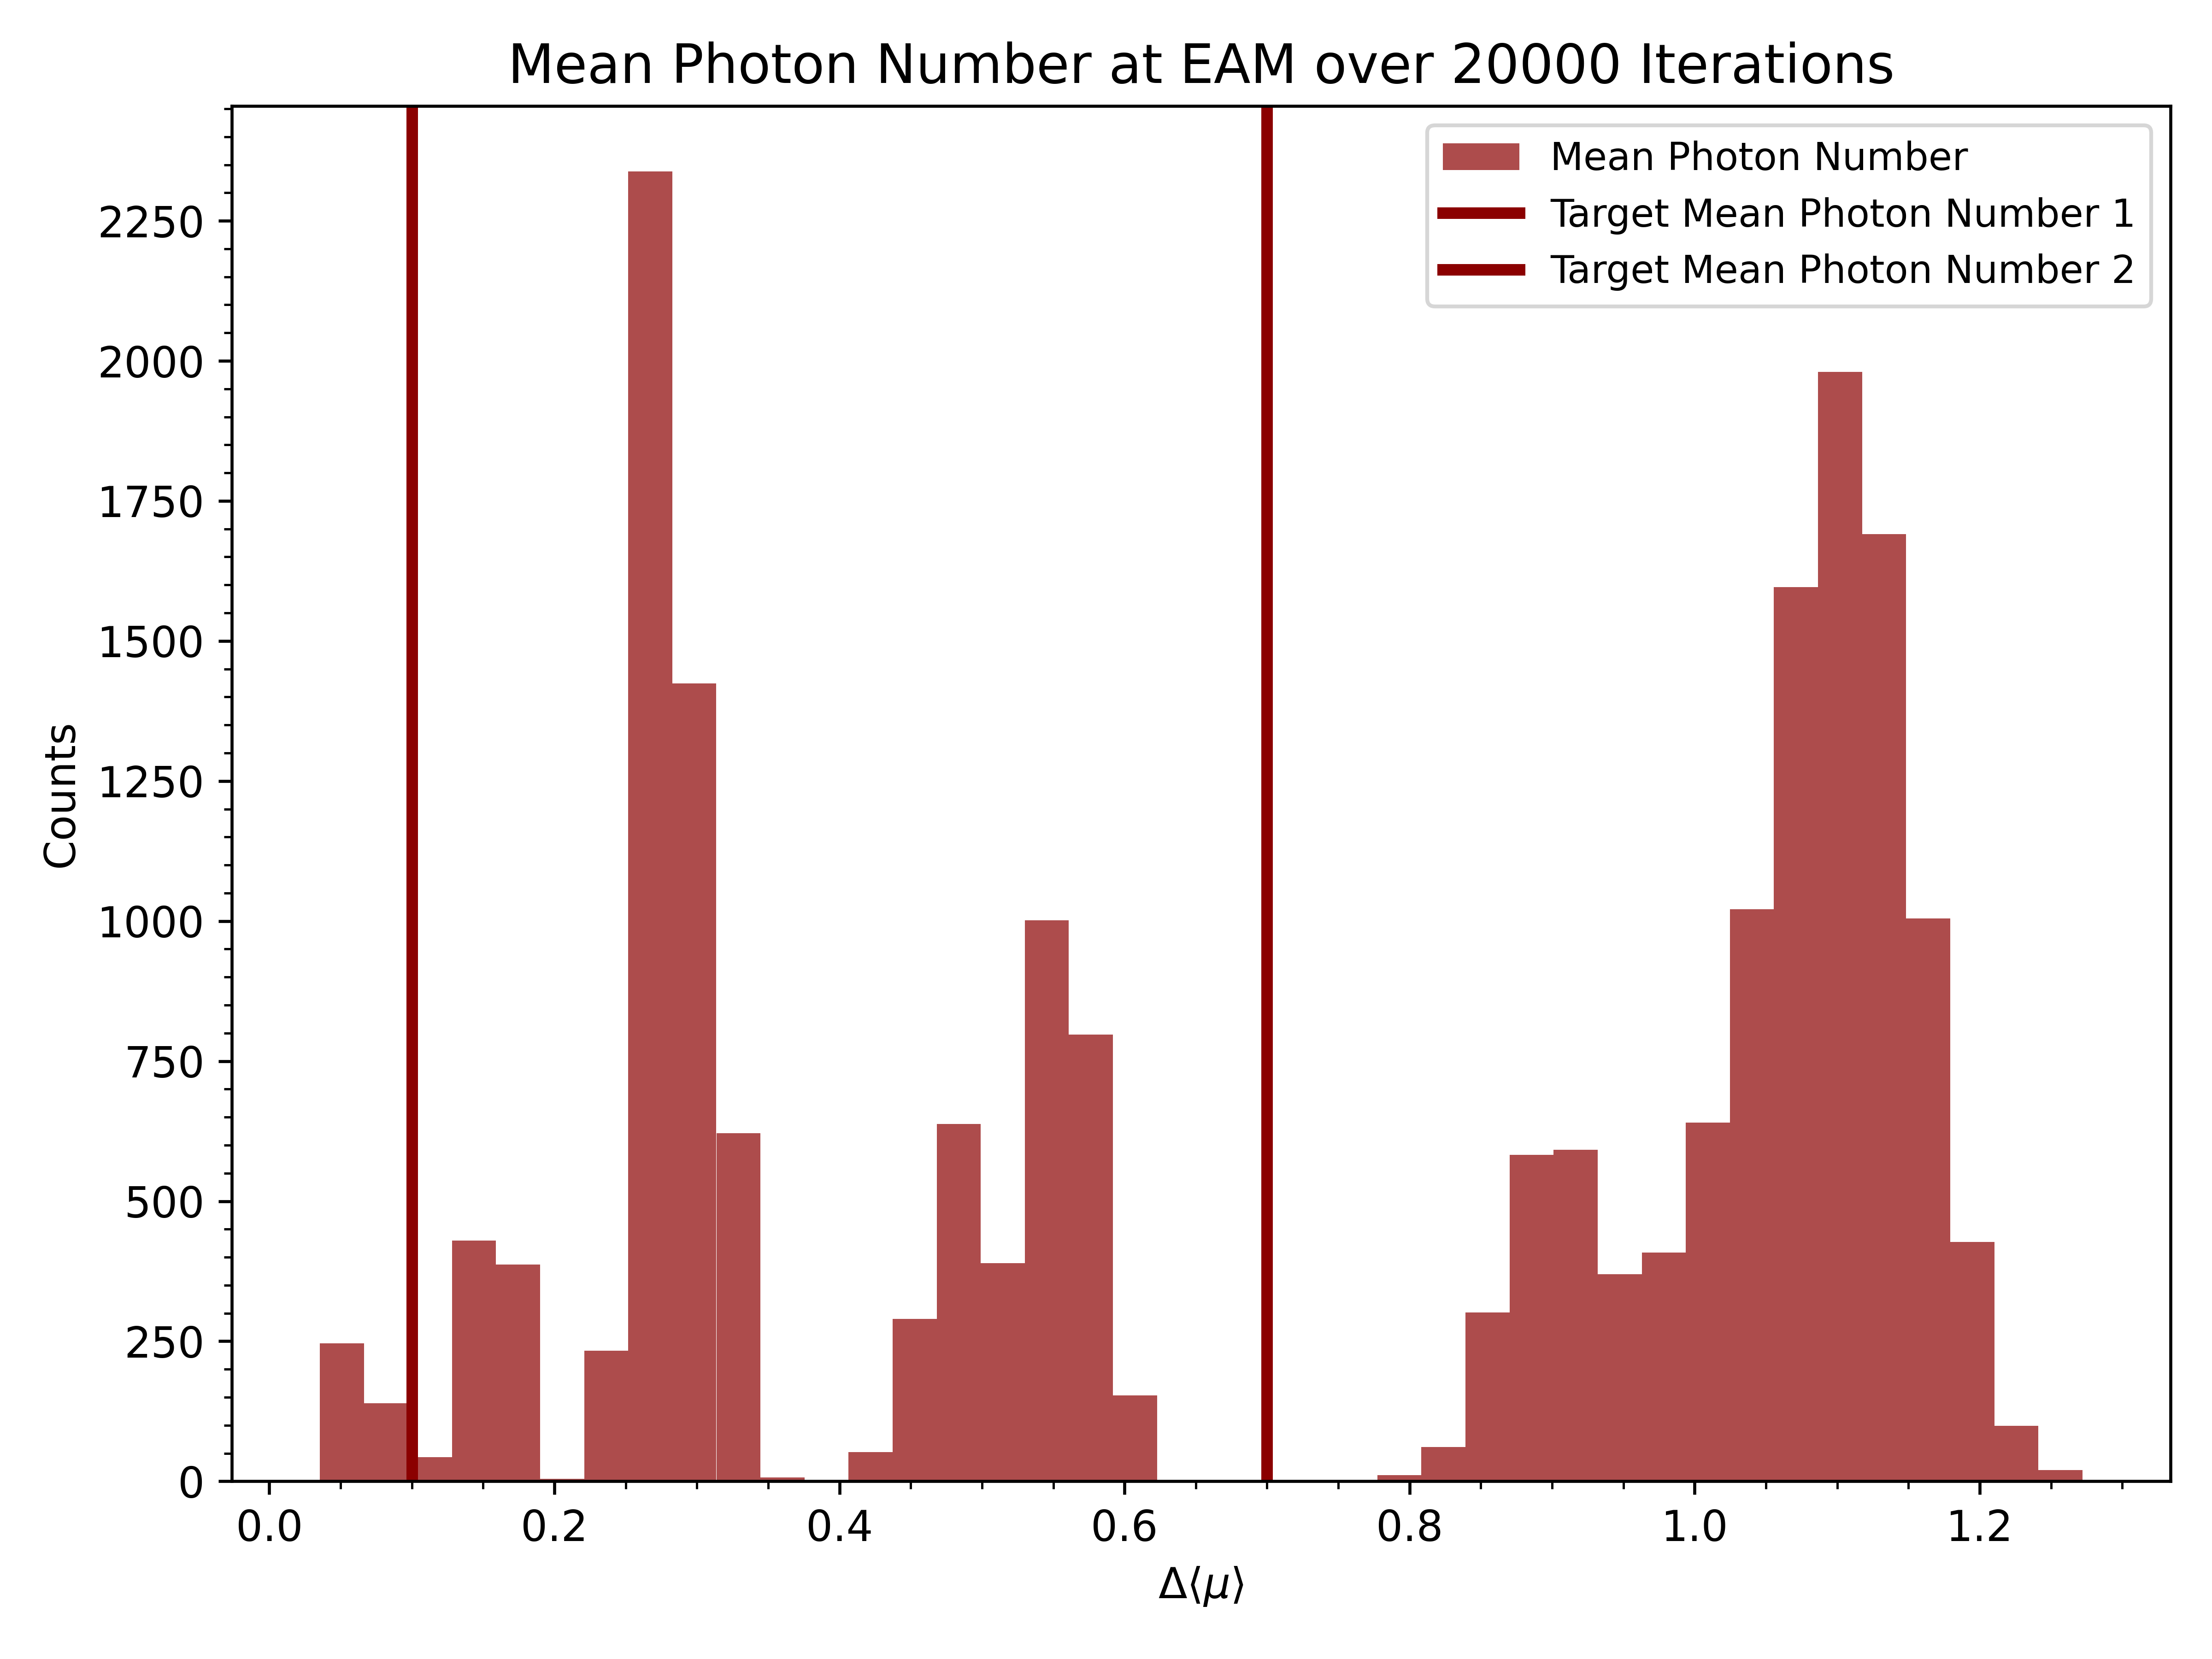 Mean Photon Number at EAM over 20000 Iterations
Mean Photon Number
Target Mean Photon Number 1
Target Mean Photon Number 2
2250
2000
1750
1500
1250
1000
750
500
250
0
Counts
0.0 0.2 0.4 0.6 0.8 1.0 1.2
Δ⟨μ⟩